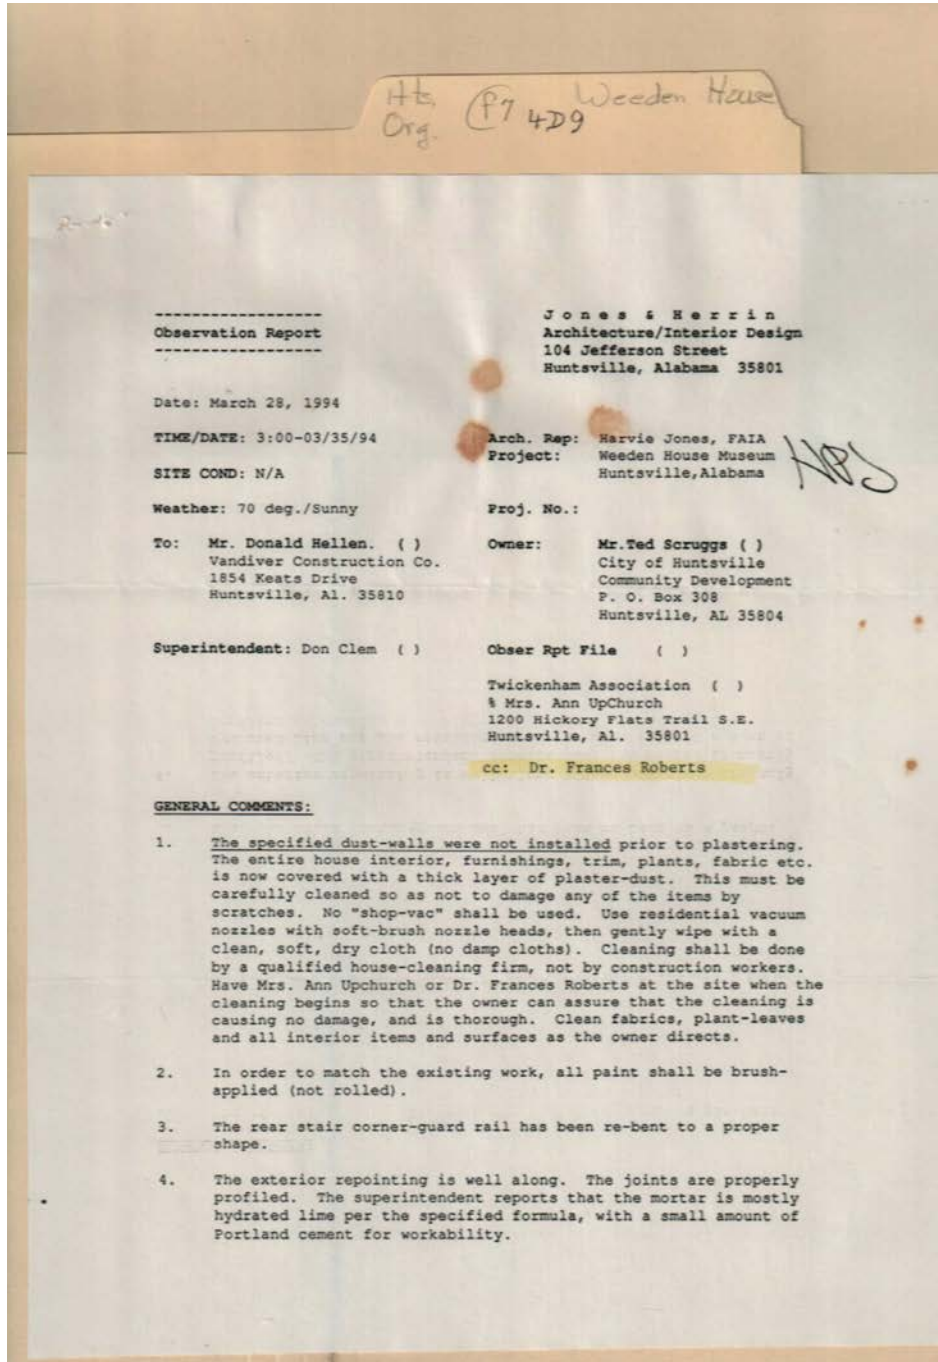 Hts. Org. F7 4D9 Weeden House
------------------
Observation Report
------------------
Jones & Herrin
Architecture/Interior Design
104 Jefferson Street
Huntsville, Alabama 35801
Date: March 28, 1994
TIME/DATE: 3:00-03/35/94
SITE COND: N/A
Weather: 70 deg./Sunny
Arch. Rep: Harvie Jones, FAIA
Project: Weeden House Museum
Huntsville,Alabama
HPJ
Proj. No.:
To: Mr. Donald Hellen. ( )
Vandiver Construction Co.
1854 Keats Drive
Huntsville, Al. 35810
Owner: Mr.Ted Scruggs ( )
City of Huntsville
Community Development
P. O. Box 308
Huntsville, AL 35804
Superintendent: Don Clem ( )
Obser Rpt File ( )
Twickenham Association ( )
% Mrs. Ann UpChurch
1200 Hickory Flats Trail S.E.
Huntsville, Al. 35801
cc: Dr. Frances Roberts
GENERAL COMMENTS:
1. The specified dust-walls were not installed prior to plastering.
The entire house interior, furnishings, trim, plants, fabric etc.
is now covered with a thick layer of plaster-dust. This must be
carefully cleaned so as not to damage any of the items by
scratches. No "shop-vac" shall be used. Use residential vacuum
nozzles with soft-brush nozzle heads, then gently wipe with a
clean, soft, dry cloth (no damp cloths). Cleaning shall be done
by a qualified house-cleaning firm, not by construction workers.
Have Mrs. Ann Upchurch or Dr. Frances Roberts at the site when the
cleaning begins so that the owner can assure that the cleaning is
causing no damage, and is thorough. Clean fabrics, plant-leaves
and all interior items and surfaces as the owner directs.
2. In order to match the existing work, all paint shall be brush-
applied (not rolled).
3. The rear stair corner-guard rail has been re-bent to a proper
shape.
4. The exterior repointing is well along. The joints are properly
profiled. The superintendent reports that the mortar is mostly
hydrated lime per the specified formula, with a small amount of
Portland cement for workability.